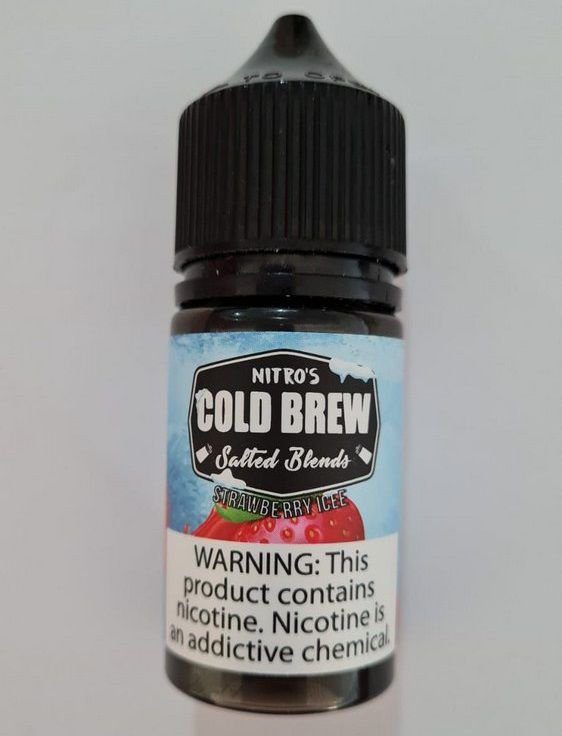 NITRO'S
COLD BREW
Salted Blends
STRAWBERRY ICEE
WARNING: This
product contains
nicotine. Nicotine is
an addictive chemical.